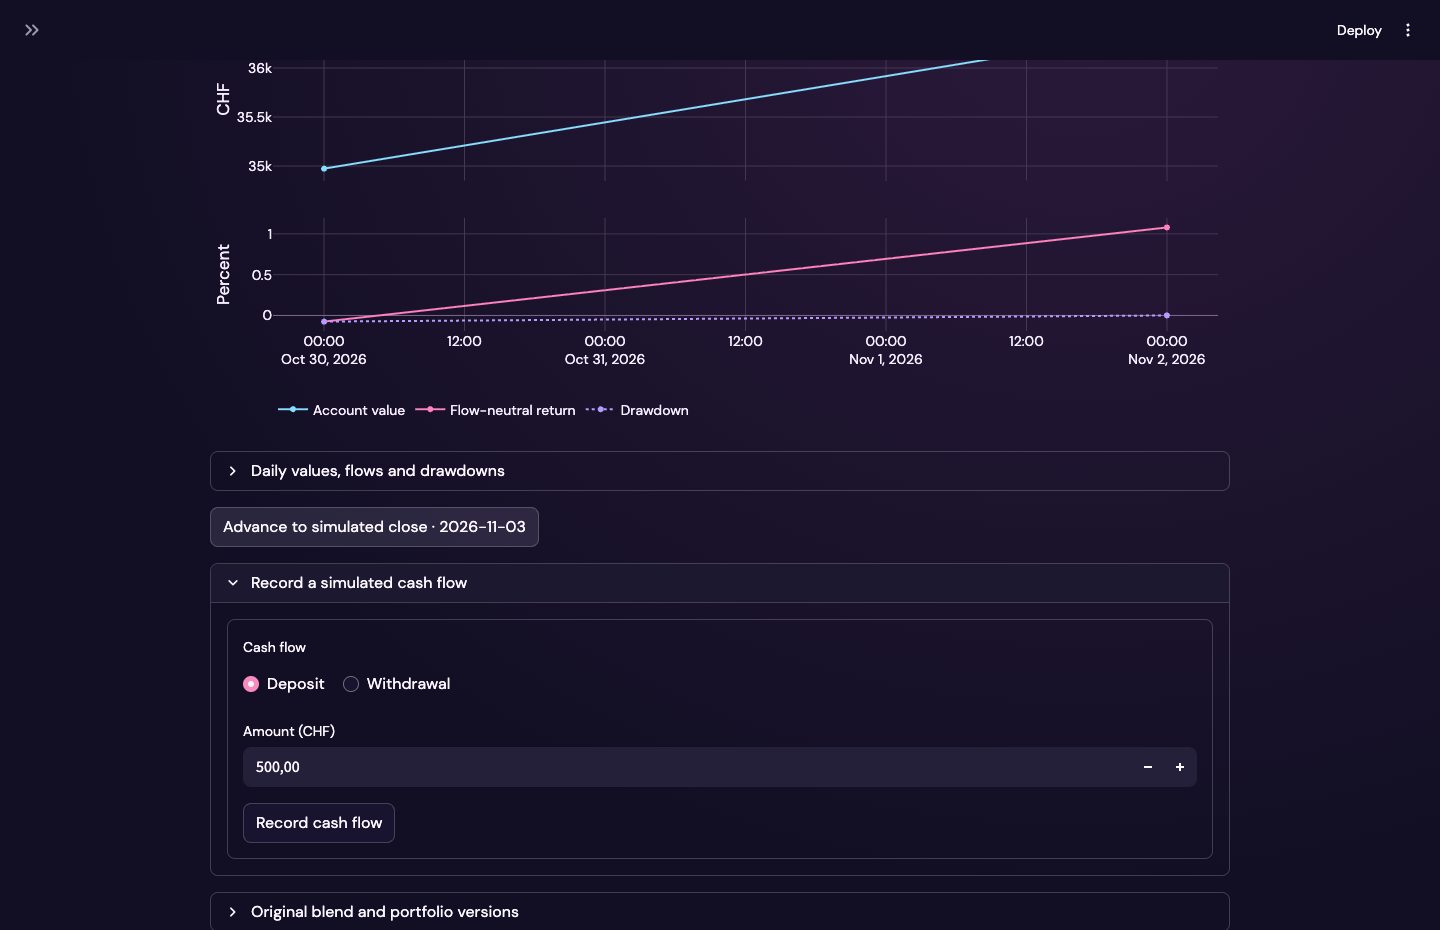 Deploy
36k
CHF
35.5k
35k
Percent
1
0.5
0
00:00 12:00 00:00 12:00 00:00 12:00 00:00
Oct 30, 2026 Oct 31, 2026 Nov 1, 2026 Nov 2, 2026
Account value Flow-neutral return Drawdown
Daily values, flows and drawdowns
Advance to simulated close · 2026-11-03
Record a simulated cash flow
Cash flow
Deposit Withdrawal
Amount (CHF)
500,00
Record cash flow
Original blend and portfolio versions